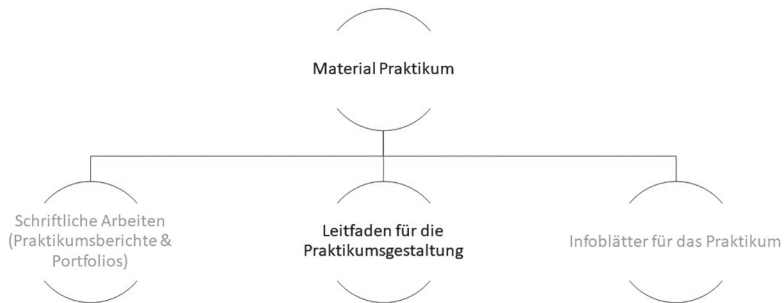 Material Praktikum
Schriftliche Arbeiten
(Praktikumsberichte &
Portfolios)
Leitfaden für die
Praktikumsgestaltung
Infoblätter für das Praktikum